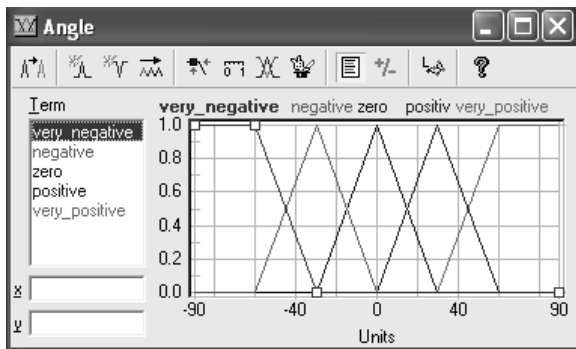 Angle
Term
very_negative
negative
zero
positive
very_positive
x
y
very_negative negative zero positiv very_positive
1.0
0.8
0.6
0.4
0.2
0.0
-90 -40 0 40 90
Units